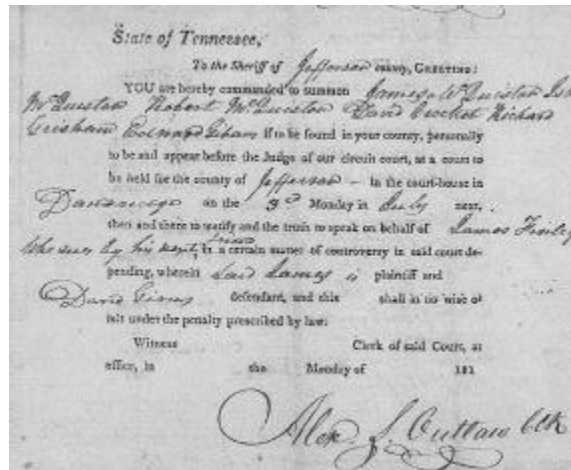 State of Tennessee,
To the Sheriff of Jefferson county, GREETING:
YOU are hereby commanded to summon James McQuiston
McQuiston Robert McQuiston David Crocket Richard
Grisham if to be found in your county, personally
to be and appear before the Judge of our circuit court, at a court to
be held for the county of Jefferson - in the court-house in
Dandridge on the 3d Monday in July next,
then and there to testify and the truth to speak on behalf of James
who sues by his next friend in a certain matter of controversy in said court de-
pending, wherein said James is plaintiff and
David defendant, and this shall in no wise o-
mit under the penalty prescribed by law:
Witness Clerk of said Court, at
office, in the Monday of 181
Alex. S. Outlaw Clk